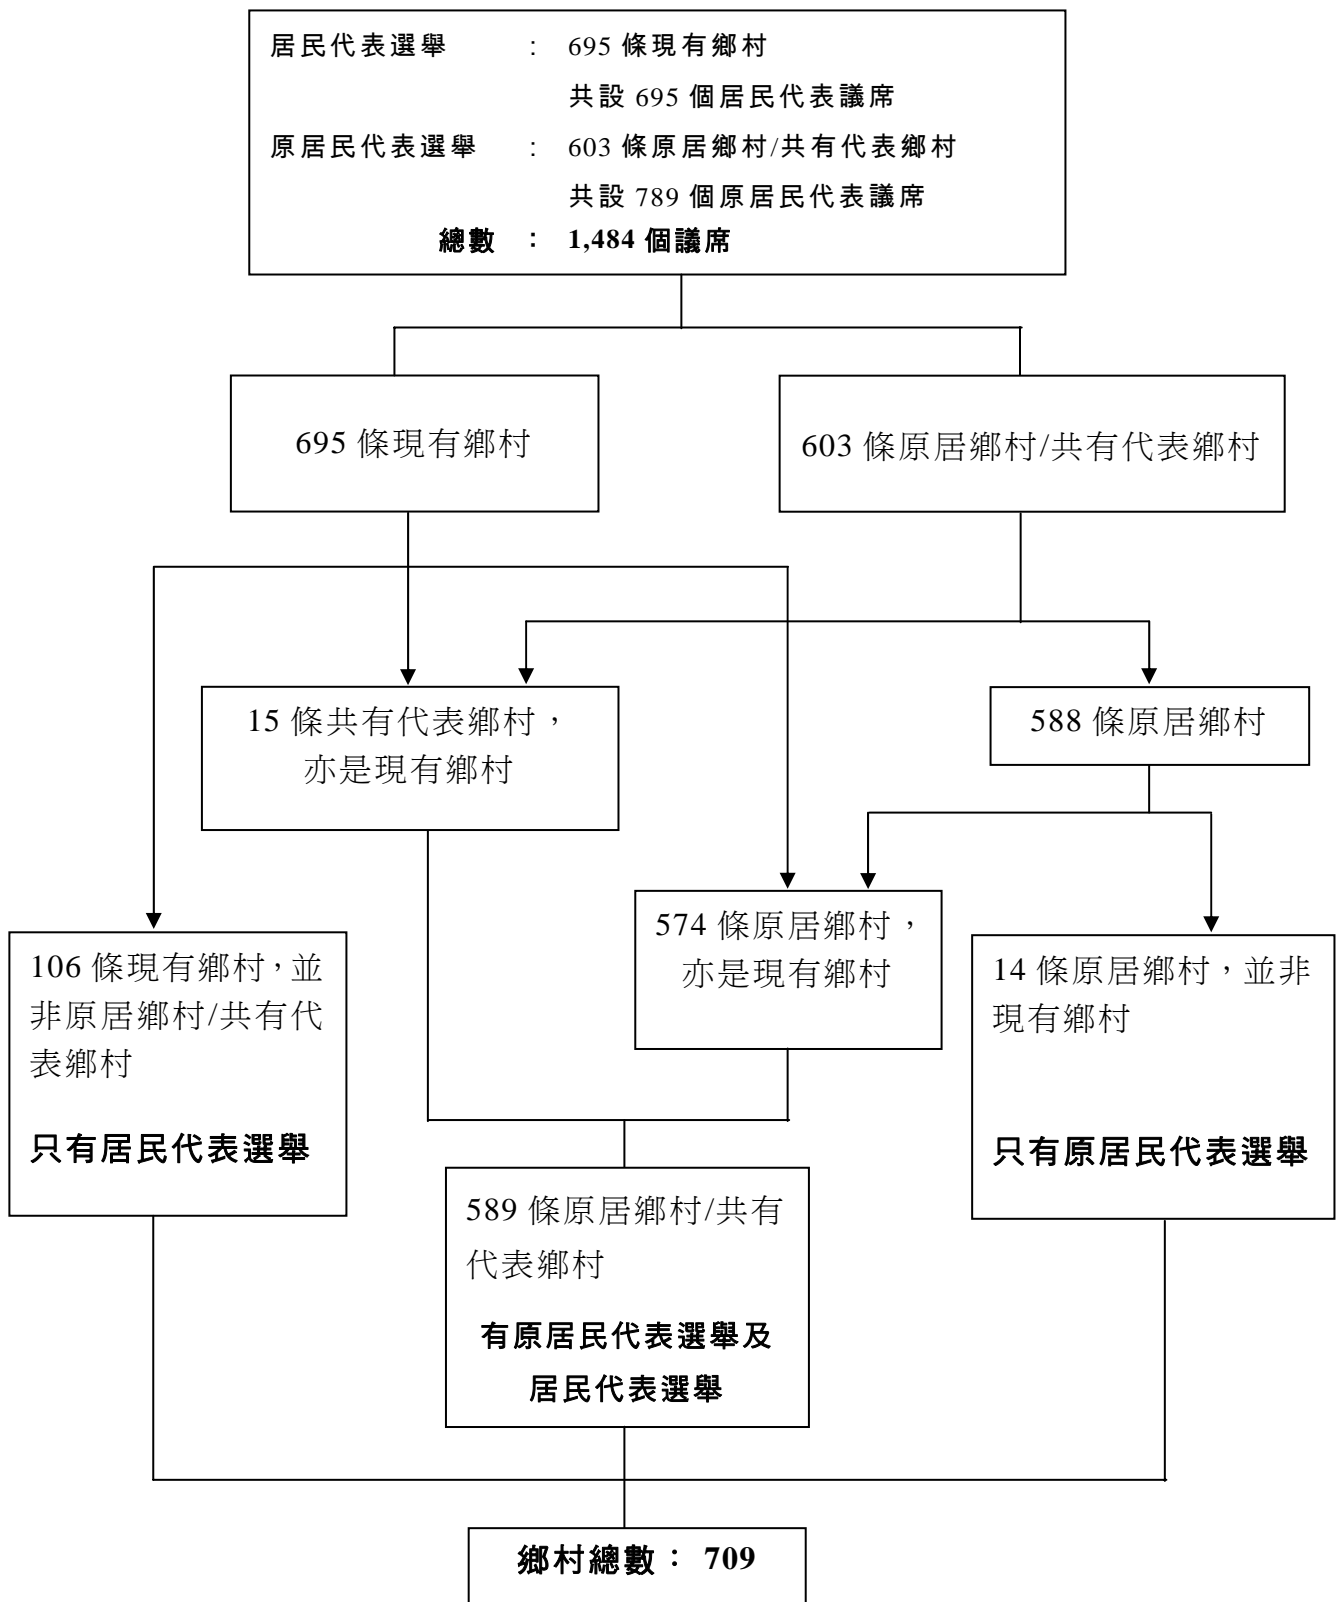 居民代表選舉 : 695 條現有鄉村
共設 695 個居民代表議席
原居民代表選舉 : 603 條原居鄉村/共有代表鄉村
共設 789 個原居民代表議席
總數 : 1,484 個議席
695 條現有鄉村
603 條原居鄉村/共有代表鄉村
15 條共有代表鄉村，
亦是現有鄉村
588 條原居鄉村
574 條原居鄉村，
亦是現有鄉村
106 條現有鄉村，並
非原居鄉村/共有代
表鄉村
只有居民代表選舉
14 條原居鄉村，並非
現有鄉村
只有原居民代表選舉
589 條原居鄉村/共有
代表鄉村
有原居民代表選舉及
居民代表選舉
鄉村總數： 709